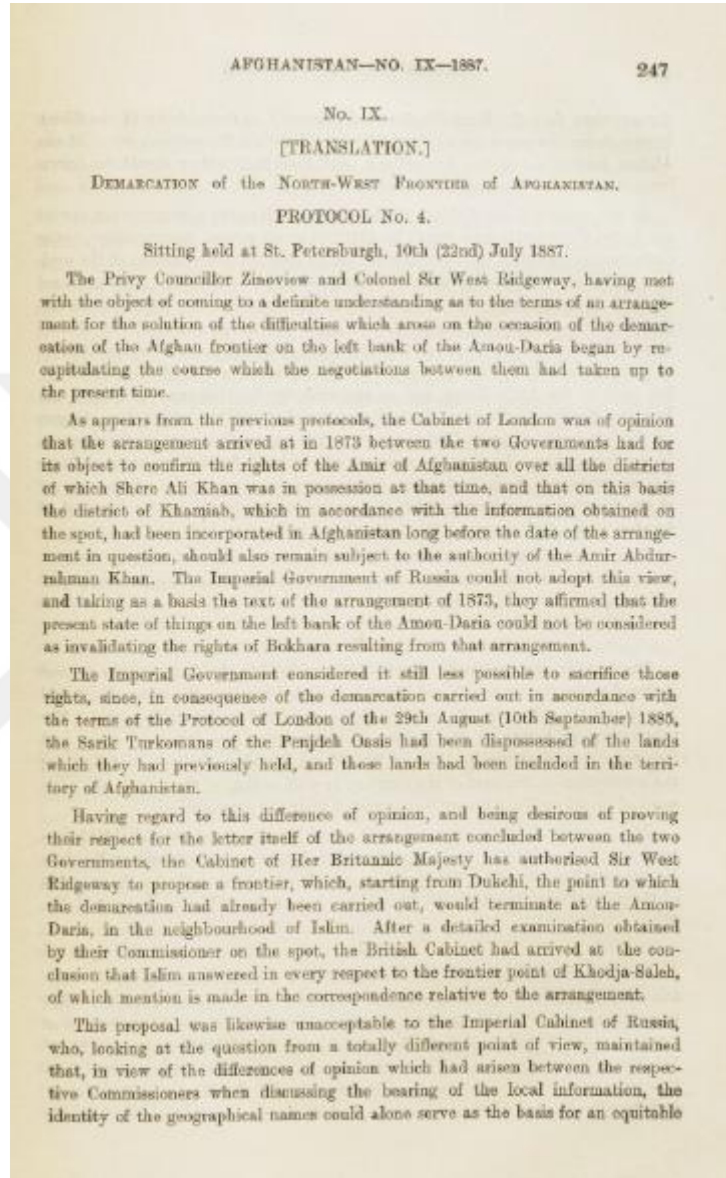 AFGHANISTAN—NO. IX—1887.
247
No. IX.
[TRANSLATION.]
DEMARCATION of the NORTH-WEST FRONTIER of AFGHANISTAN.
PROTOCOL No. 4.
Sitting held at St. Petersburgh, 10th (22nd) July 1887.
The Privy Councillor Zinoview and Colonel Sir West Ridgeway, having met
with the object of coming to a definite understanding as to the terms of an arrange-
ment for the solution of the difficulties which arose on the occasion of the demar-
cation of the Afghan frontier on the left bank of the Amou-Daria began by re-
capitulating the course which the negotiations between them had taken up to
the present time.
As appears from the previous protocols, the Cabinet of London was of opinion
that the arrangement arrived at in 1873 between the two Governments had for
its object to confirm the rights of the Amir of Afghanistan over all the districts
of which Shere Ali Khan was in possession at that time, and that on this basis
the district of Khamiab, which in accordance with the information obtained on
the spot, had been incorporated in Afghanistan long before the date of the arrange-
ment in question, should also remain subject to the authority of the Amir Abdur-
rahman Khan. The Imperial Government of Russia could not adopt this view,
and taking as a basis the text of the arrangement of 1873, they affirmed that the
present state of things on the left bank of the Amou-Daria could not be considered
as invalidating the rights of Bokhara resulting from that arrangement.
The Imperial Government considered it still less possible to sacrifice those
rights, since, in consequence of the demarcation carried out in accordance with
the terms of the Protocol of London of the 29th August (10th September) 1885,
the Sarik Turkomans of the Penjdeh Oasis had been dispossessed of the lands
which they had previously held, and those lands had been included in the terri-
tory of Afghanistan.
Having regard to this difference of opinion, and being desirous of proving
their respect for the letter itself of the arrangement concluded between the two
Governments, the Cabinet of Her Britannic Majesty has authorised Sir West
Ridgeway to propose a frontier, which, starting from Dukchi, the point to which
the demarcation had already been carried out, would terminate at the Amou-
Daria, in the neighbourhood of Islim. After a detailed examination obtained
by their Commissioner on the spot, the British Cabinet had arrived at the con-
clusion that Islim answered in every respect to the frontier point of Khodja-Saleh,
of which mention is made in the correspondence relative to the arrangement.
This proposal was likewise unacceptable to the Imperial Cabinet of Russia,
who, looking at the question from a totally different point of view, maintained
that, in view of the differences of opinion which had arisen between the respec-
tive Commissioners when discussing the bearing of the local information, the
identity of the geographical names could alone serve as the basis for an equitable